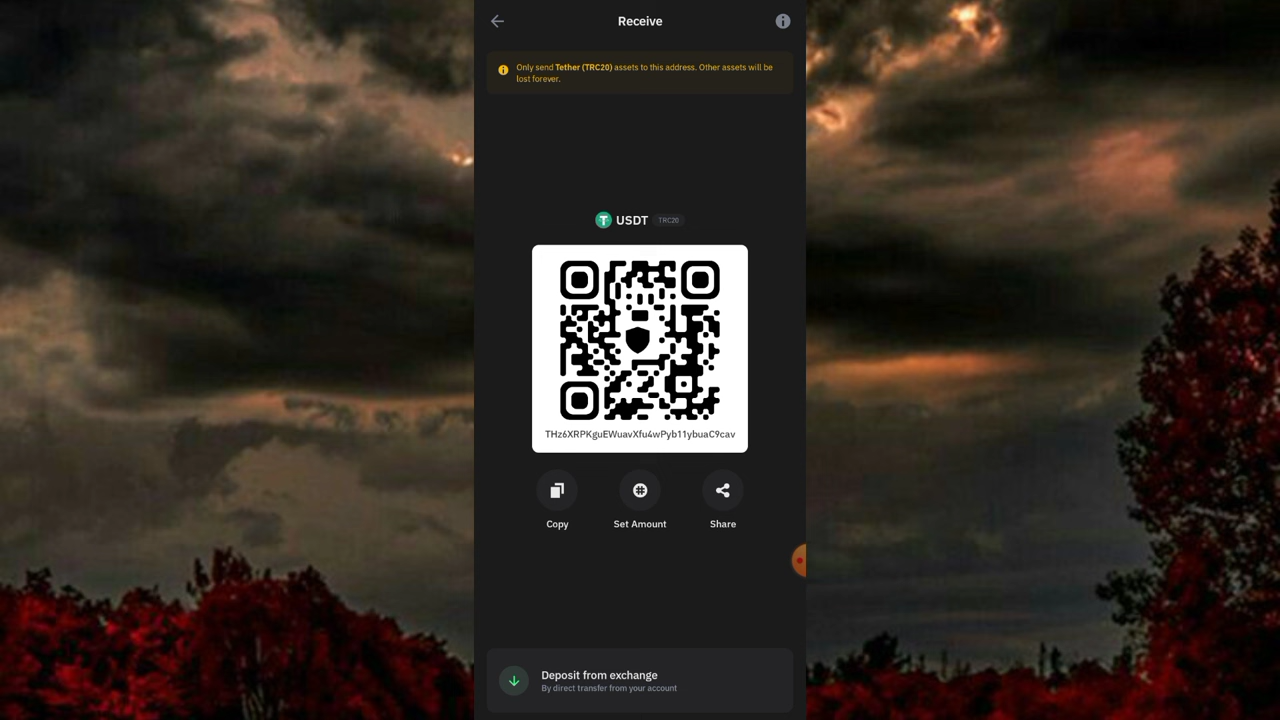 Receive
Only send Tether (TRC20) assets to this address. Other assets will be
lost forever.
USDT TRC20
THz6XRPKguEWuavXfu4wPyb11ybuaC9cav
Copy
Set Amount
Share
Deposit from exchange
By direct transfer from your account